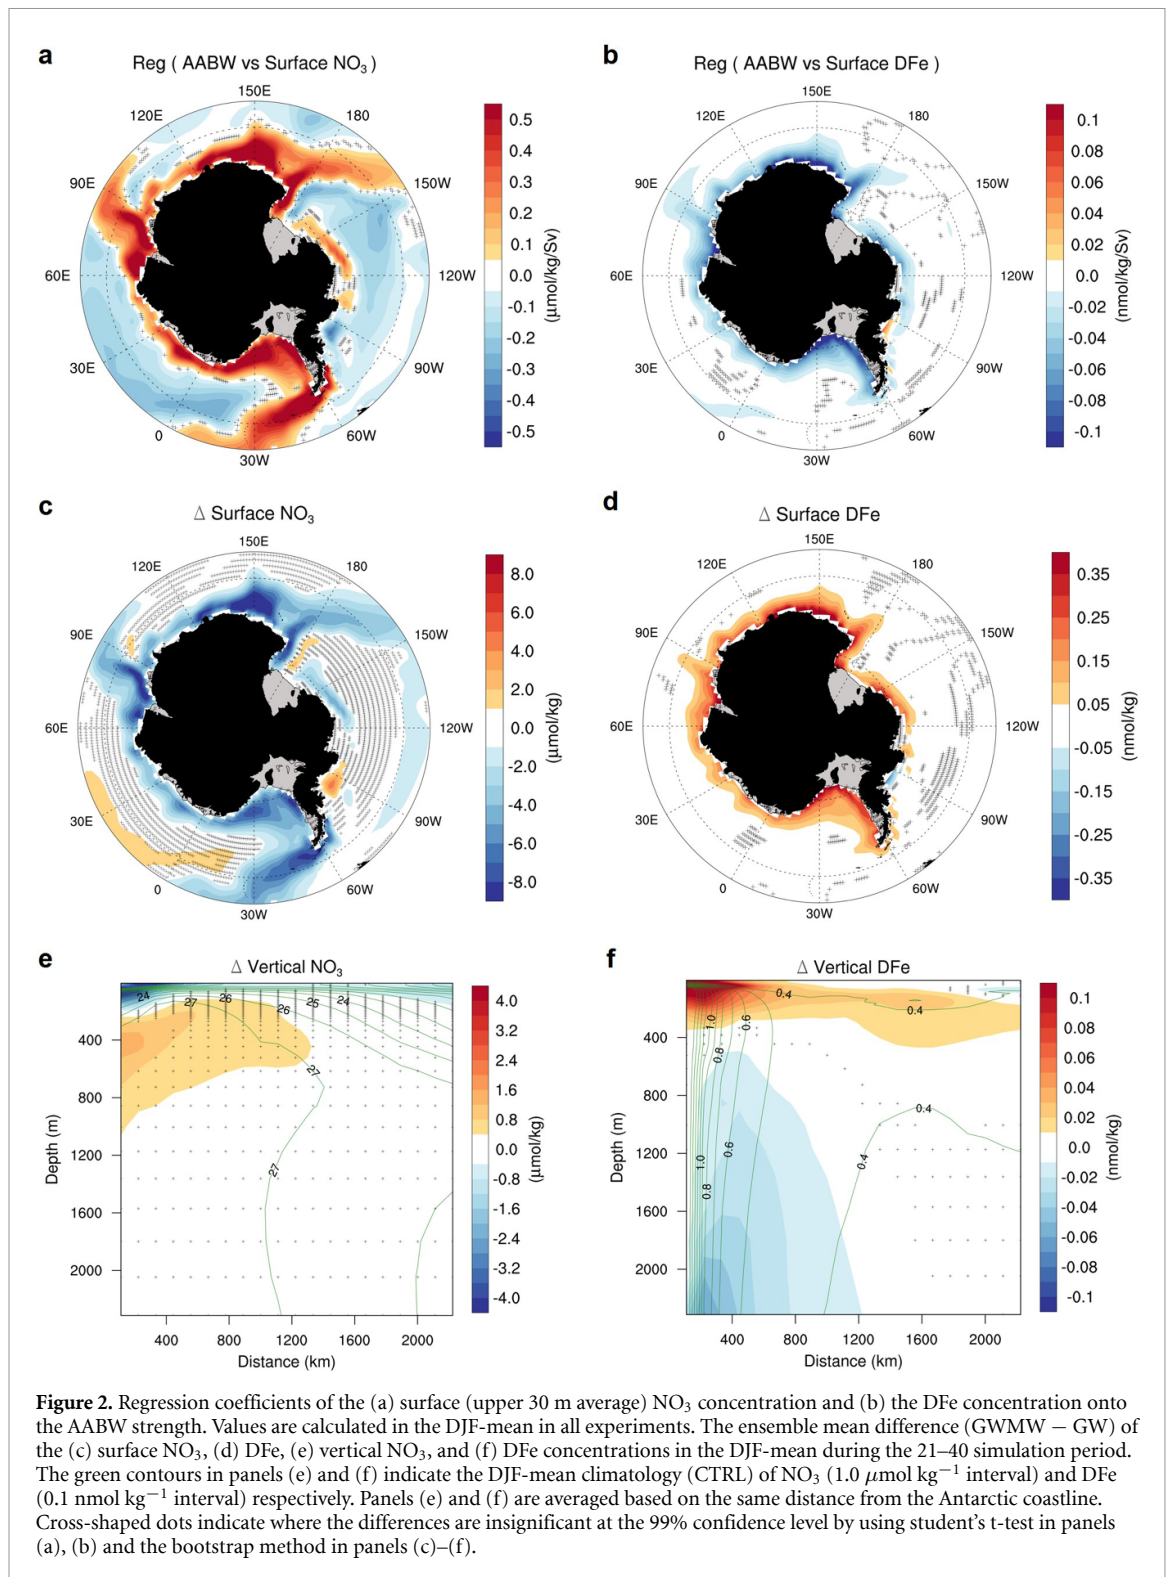 a
Reg ( AABW vs Surface NO₃ )
150E
120E
180
90E
150W
60E
120W
30E
90W
0
60W
30W
0.5
0.4
0.3
0.2
0.1
0.0
-0.1
-0.2
-0.3
-0.4
-0.5
(μmol/kg/Sv)
b
Reg ( AABW vs Surface DFe )
150E
120E
180
90E
150W
60E
120W
30E
90W
0
60W
30W
0.1
0.08
0.06
0.04
0.02
0.0
-0.02
-0.04
-0.06
-0.08
-0.1
(nmol/kg/Sv)
c
Δ Surface NO₃
150E
120E
180
90E
150W
60E
120W
30E
90W
0
60W
30W
8.0
6.0
4.0
2.0
0.0
-2.0
-4.0
-6.0
-8.0
(μmol/kg)
d
Δ Surface DFe
150E
120E
180
90E
150W
60E
120W
30E
90W
0
60W
30W
0.35
0.25
0.15
0.05
-0.05
-0.15
-0.25
-0.35
(nmol/kg)
e
Δ Vertical NO₃
24
27
26
26
25
24
27
27
400
800
1200
1600
2000
Depth (m)
400
800
1200
1600
2000
Distance (km)
4.0
3.2
2.4
1.6
0.8
0.0
-0.8
-1.6
-2.4
-3.2
-4.0
(μmol/kg)
f
Δ Vertical DFe
0.4
0.4
1.0
0.6
0.8
0.4
0.6
1.0
0.4
0.8
400
800
1200
1600
2000
Depth (m)
400
800
1200
1600
2000
Distance (km)
0.1
0.08
0.06
0.04
0.02
0.0
-0.02
-0.04
-0.06
-0.08
-0.1
(nmol/kg)
Figure 2. Regression coefficients of the (a) surface (upper 30 m average) NO₃ concentration and (b) the DFe concentration onto
the AABW strength. Values are calculated in the DJF-mean in all experiments. The ensemble mean difference (GWMW − GW) of
the (c) surface NO₃, (d) DFe, (e) vertical NO₃, and (f) DFe concentrations in the DJF-mean during the 21–40 simulation period.
The green contours in panels (e) and (f) indicate the DJF-mean climatology (CTRL) of NO₃ (1.0 μmol kg⁻¹ interval) and DFe
(0.1 nmol kg⁻¹ interval) respectively. Panels (e) and (f) are averaged based on the same distance from the Antarctic coastline.
Cross-shaped dots indicate where the differences are insignificant at the 99% confidence level by using student's t-test in panels
(a), (b) and the bootstrap method in panels (c)–(f).